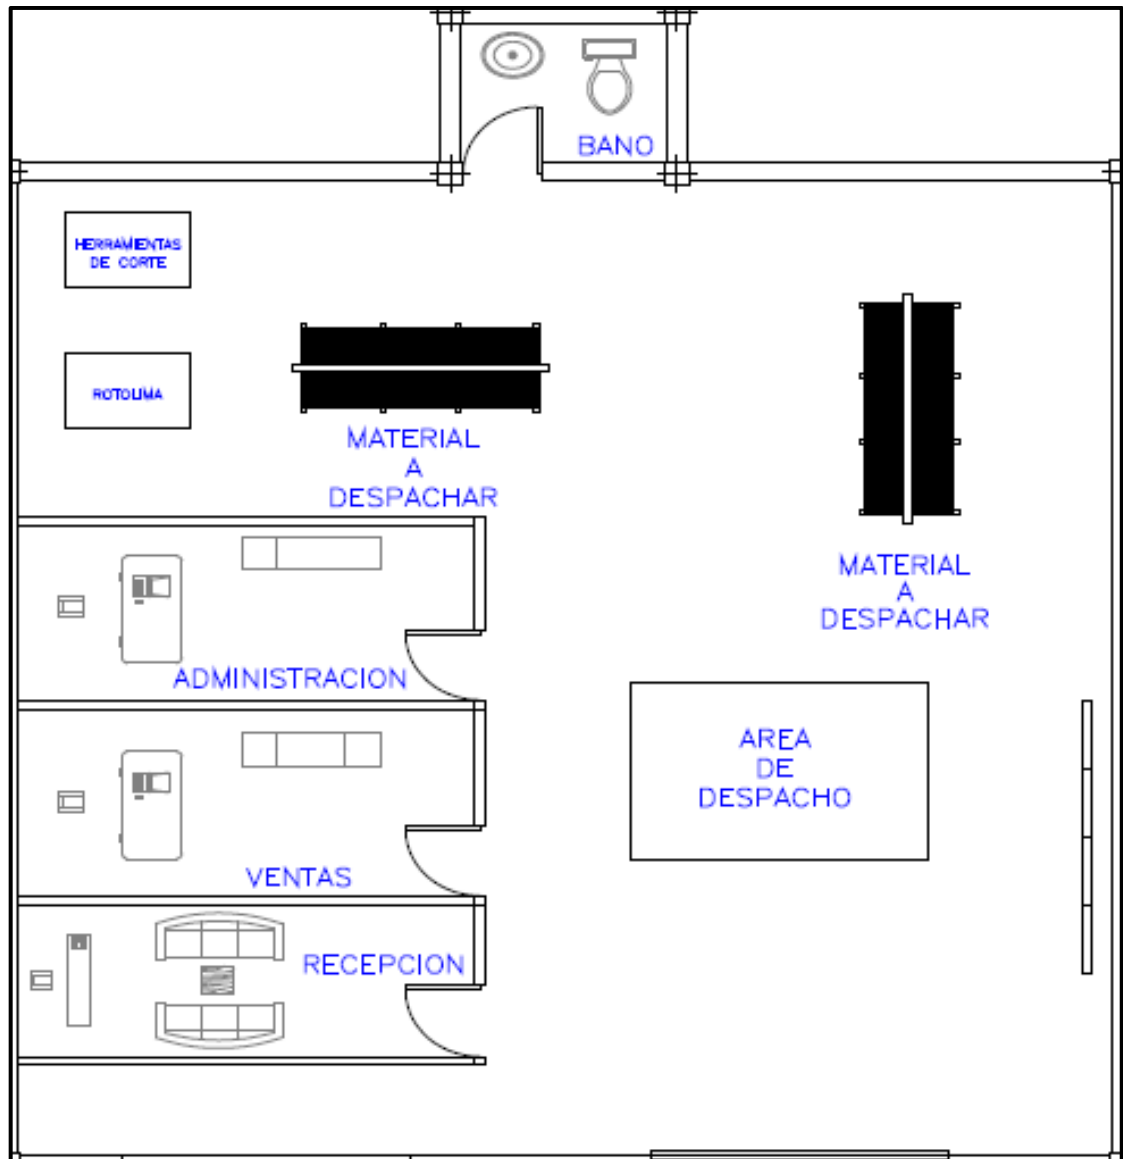 BANO
HERRAMIENTAS
DE CORTE
ROTOLIMA
MATERIAL
A
DESPACHAR
MATERIAL
A
DESPACHAR
ADMINISTRACION
AREA
DE
DESPACHO
VENTAS
RECEPCION